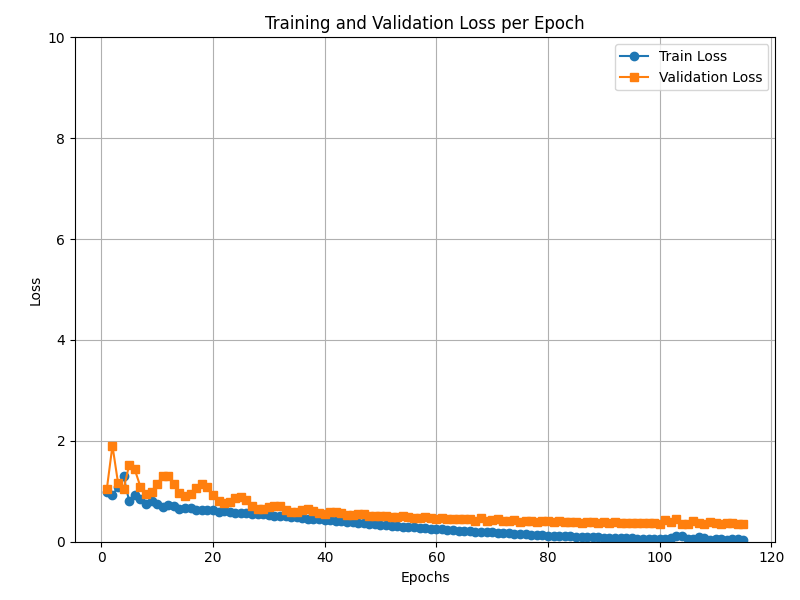 Training and Validation Loss per Epoch
Train Loss
Validation Loss
10
8
6
4
2
0
Loss
0 20 40 60 80 100 120
Epochs